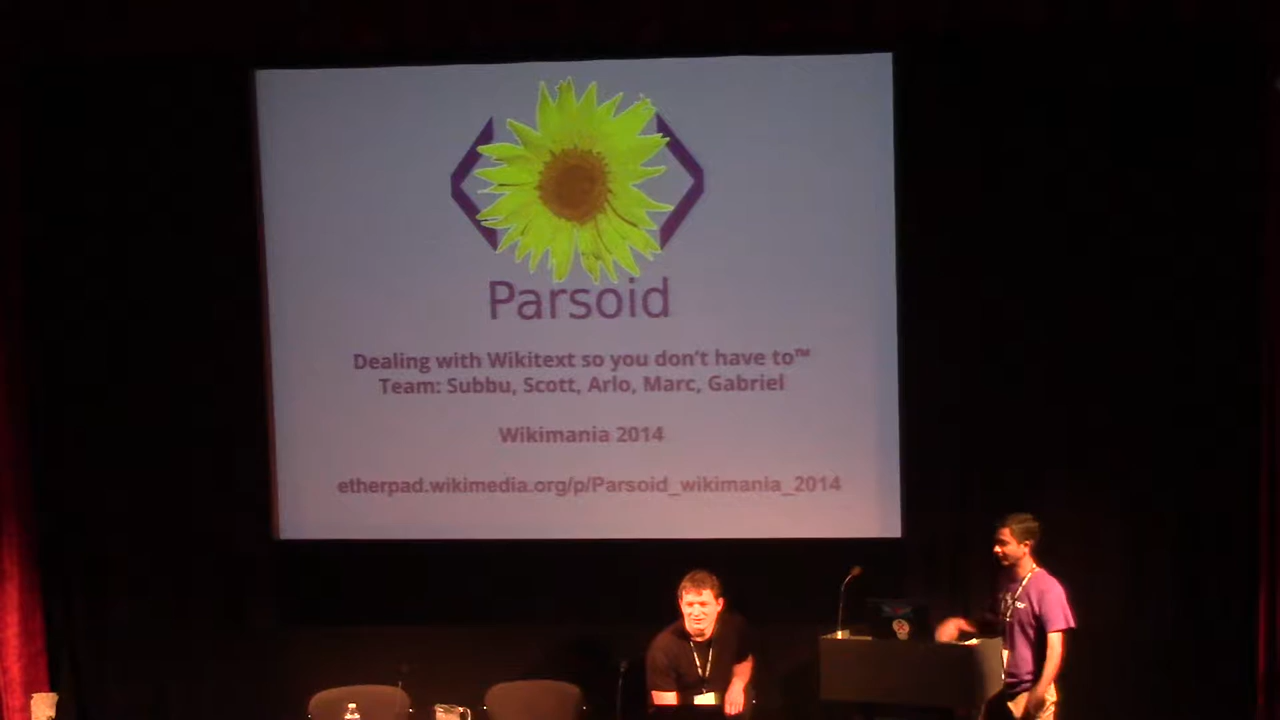 Parsoid
Dealing with Wikitext so you don't have to™
Team: Subbu, Scott, Arlo, Marc, Gabriel
Wikimania 2014
etherpad.wikimedia.org/p/Parsoid_wikimania_2014